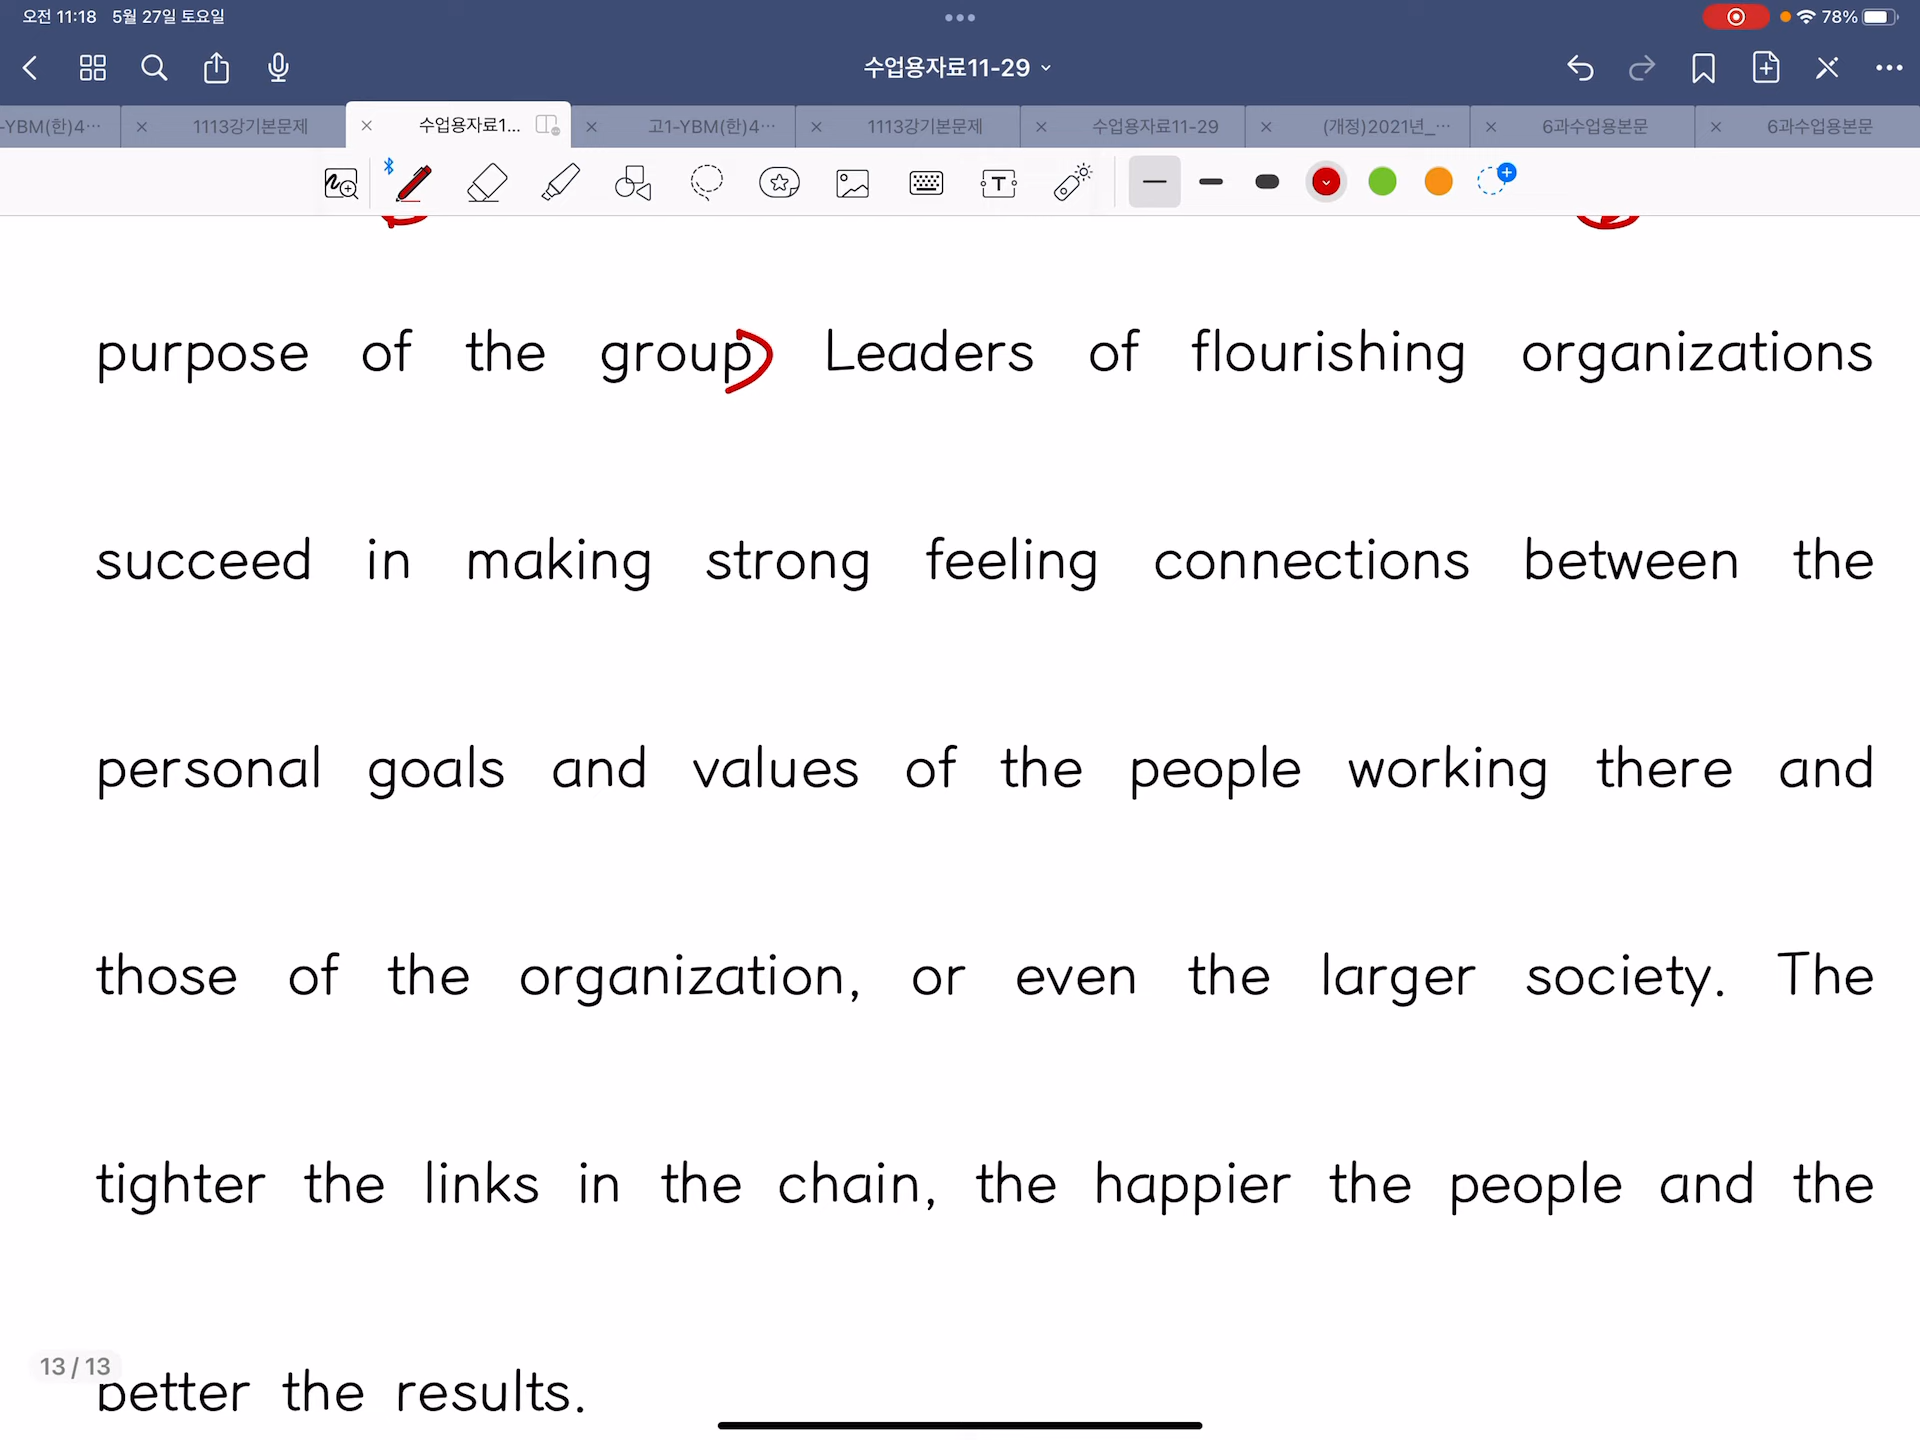 오전 11:18 5월 27일 토요일
78%
수업용자료11-29
-YBM(한)4…
1113강기본문제
수업용자료1...
고1-YBM(한)4…
1113강기본문제
수업용자료11-29
(개정)2021년_…
6과수업용본문
6과수업용본문
purpose of the group Leaders of flourishing organizations
succeed in making strong feeling connections between the
personal goals and values of the people working there and
those of the organization, or even the larger society. The
tighter the links in the chain, the happier the people and the
13 / 13
better the results.